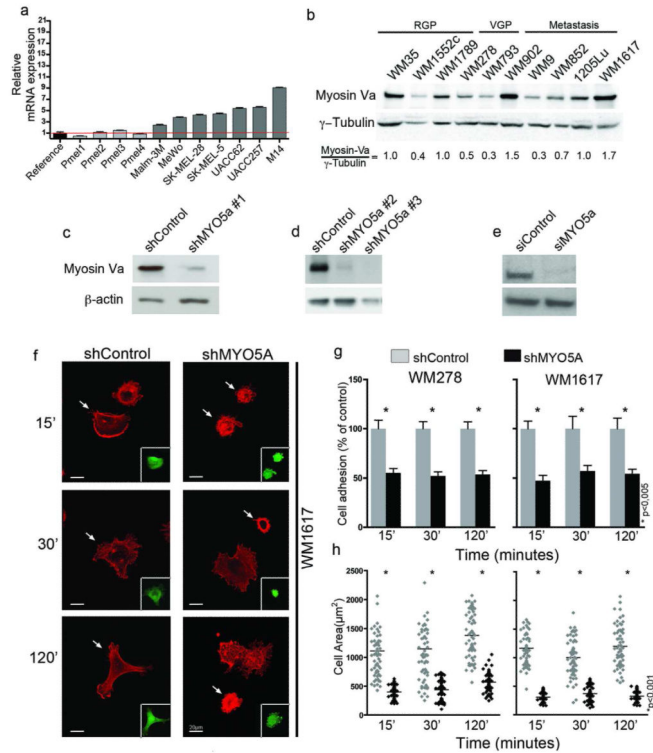 a
Relative
mRNA expression
21
19
17
15
13
11
9
7
5
3
1
Reference
Pmel1
Pmel2
Pmel3
Pmel4
Malm-3M
MeWo
SK-MEL-28
SK-MEL-5
UACC62
UACC257
M14
b
RGP VGP Metastasis
WM35 WM1552c WM1789 WM278 WM793 WM902 WM9 WM852 1205Lu WM1617
Myosin Va
γ-Tubulin
Myosin-Va
γ-Tubulin
= 1.0 0.4 1.0 0.5 0.3 1.5 0.3 0.7 1.0 1.7
c
shControl
shMYO5a #1
Myosin Va
β-actin
d
shControl
shMYO5a #2
shMYO5a #3
e
siControl
siMYO5a
f
shControl shMYO5A
15'
30'
120'
20µm
WM1617
g
shControl shMYO5A
WM278 WM1617
Cell adhesion (% of control)
150
100
50
0
* * * * * *
* p<0,005
15' 30' 120' 15' 30' 120'
Time (minutes)
h
Cell Area(µm²)
2500
2000
1500
1000
500
0
* * * * * *
*p<0,001
15' 30' 120' 15' 30' 120'
Time (minutes)